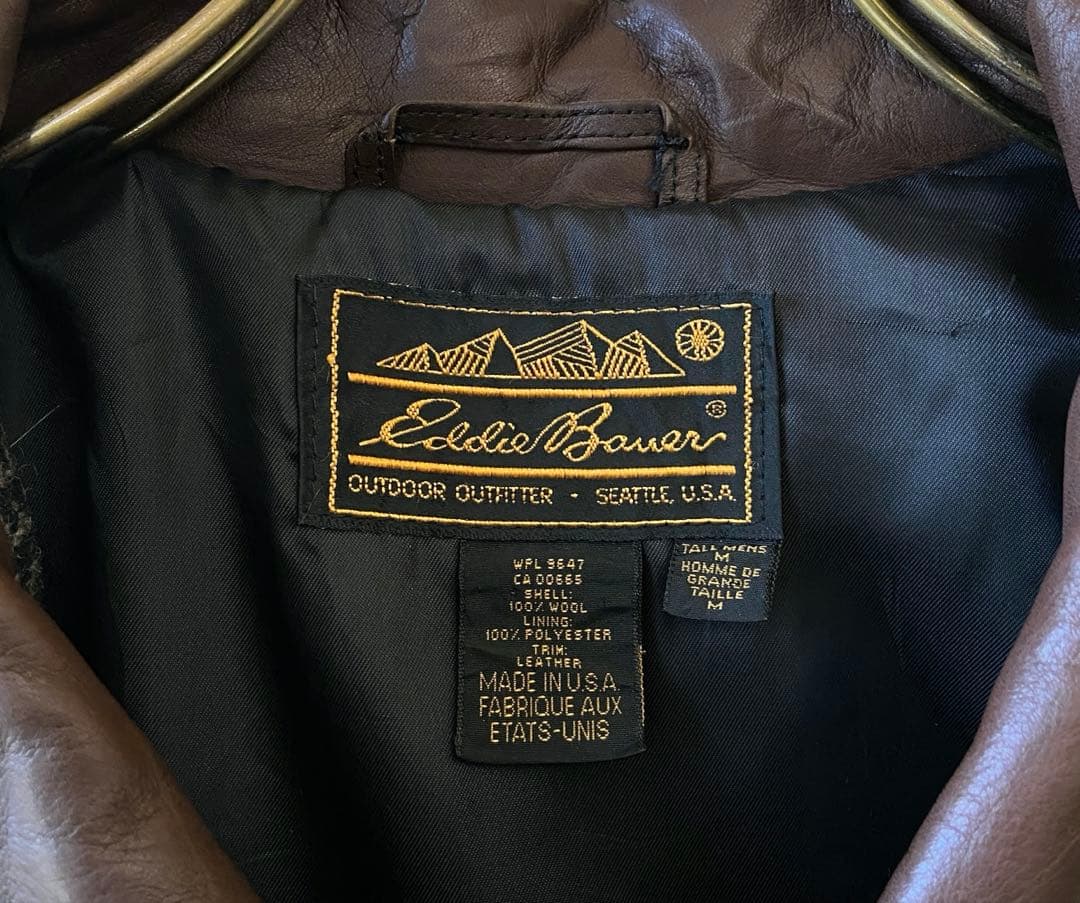 Eddie Bauer ®
OUTDOOR OUTFITTER • SEATTLE, U.S.A.
WPL 9647
CA 00665
SHELL:
100% WOOL
LINING:
100% POLYESTER
TRIM:
LEATHER
MADE IN U.S.A.
FABRIQUE AUX
ETATS-UNIS
TALL MENS
M
HOMME DE
GRANDE
TAILLE
M